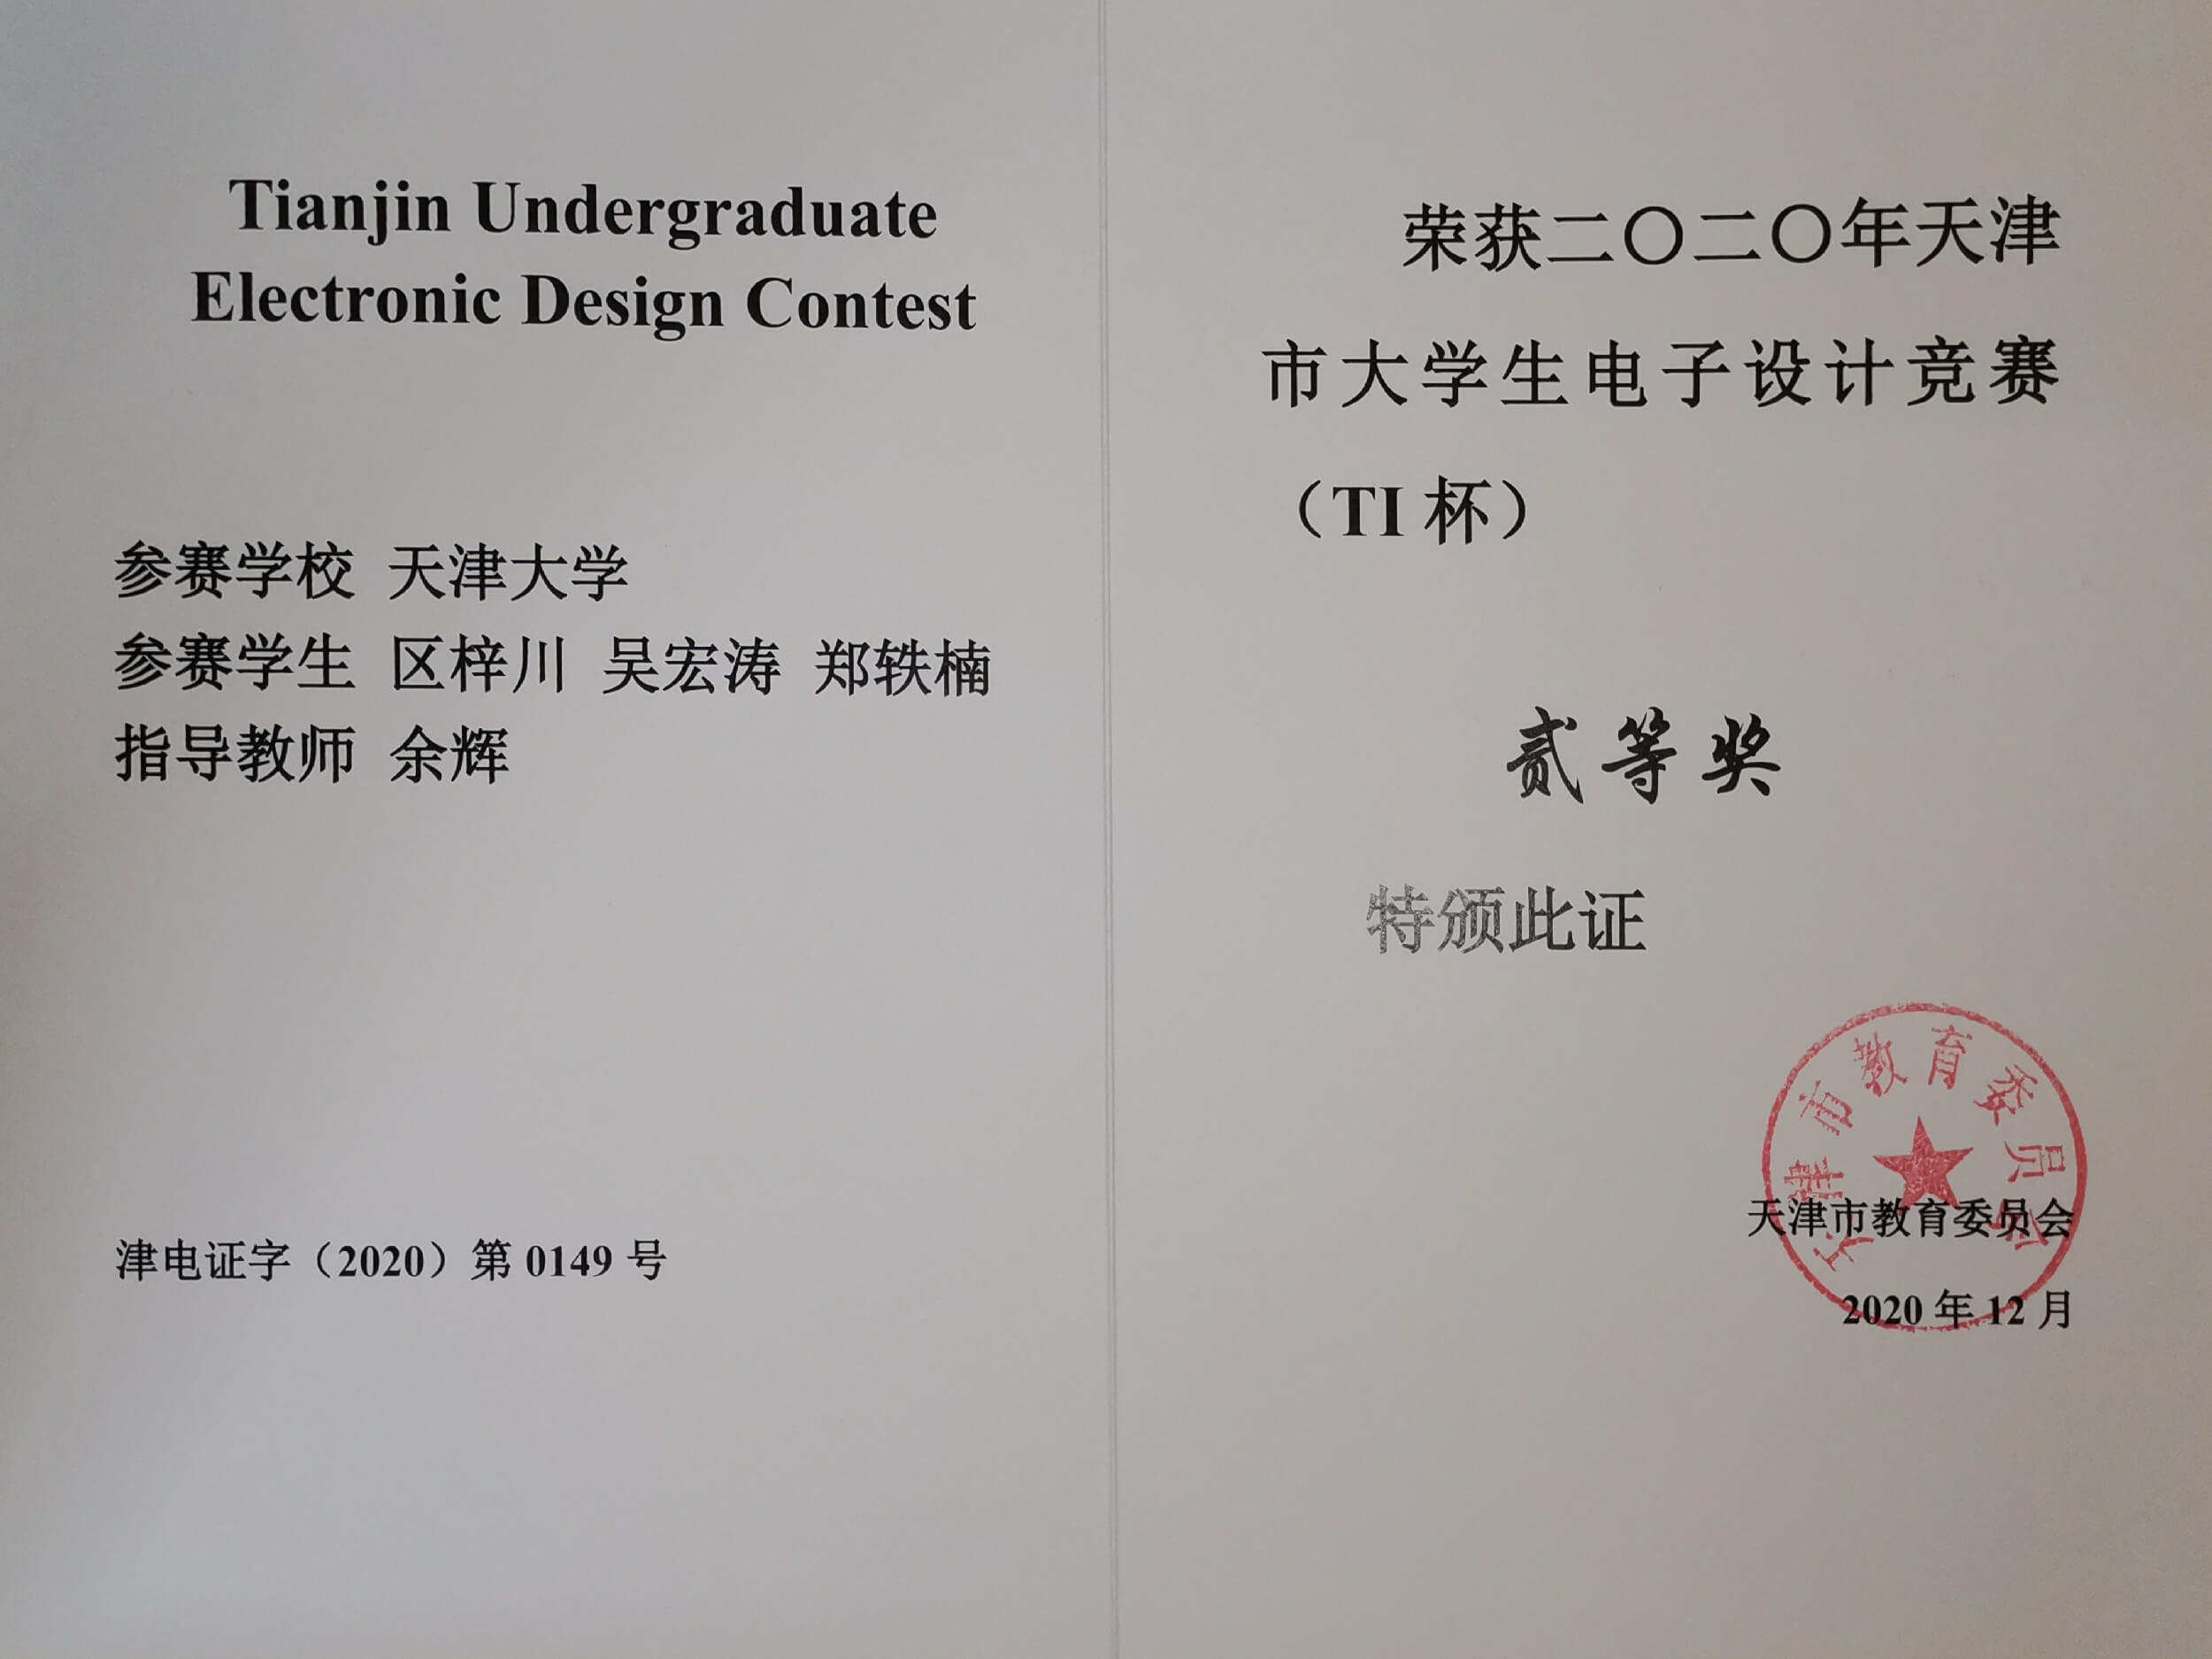 Tianjin Undergraduate
Electronic Design Contest
参赛学校 天津大学
参赛学生 区梓川 吴宏涛 郑轶楠
指导教师 余辉
津电证字（2020）第 0149 号
荣获二〇二〇年天津
市大学生电子设计竞赛
（TI 杯）
贰等奖
特颁此证
天津市教育委员会
天津市教育委员会
2020 年 12 月